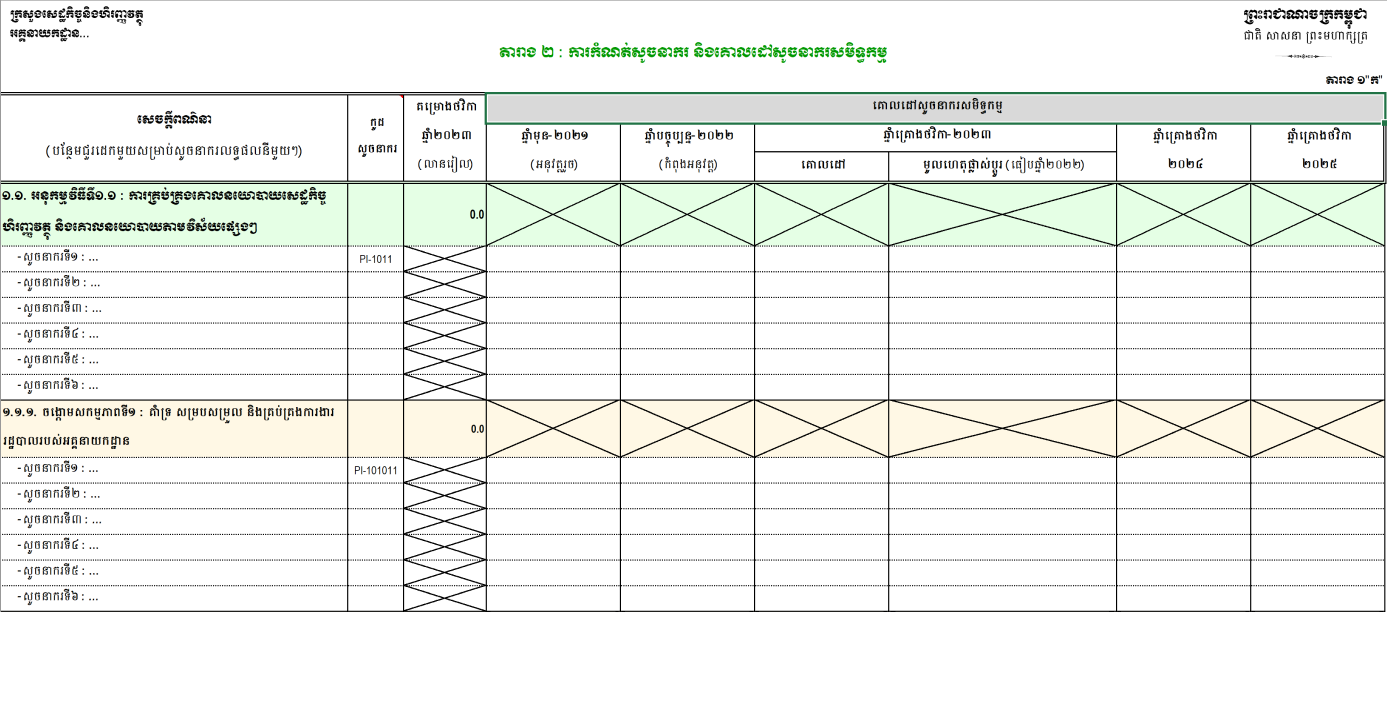 ក្រសួងសេដ្ឋកិច្ចនិងហិរញ្ញវត្ថុ
អគ្គនាយកដ្ឋាន...
ព្រះរាជាណាចក្រកម្ពុជា
ជាតិ សាសនា ព្រះមហាក្សត្រ
តារាង ២ : ការកំណត់សូចនាករ និងគោលដៅសូចនាករសមិទ្ធកម្ម
តារាង ១"ក"
សេចក្តីពណ៌នា
(បន្ថែមជួរដេកមួយសម្រាប់សូចនាករលទ្ធផលនីមួយៗ)
កូដ
សូចនាករ
គម្រោងថវិកា
ឆ្នាំ២០២៣
(លានរៀល)
គោលដៅសូចនាករសមិទ្ធកម្ម
ឆ្នាំមុន-២០២១
(អនុវត្តរួច)
ឆ្នាំបច្ចុប្បន្ន-២០២២
(កំពុងអនុវត្ត)
ឆ្នាំគ្រោងថវិកា-២០២៣
គោលដៅ
មូលហេតុផ្លាស់ប្តូរ (ធៀបឆ្នាំ២០២២)
ឆ្នាំគ្រោងថវិកា
២០២៤
ឆ្នាំគ្រោងថវិកា
២០២៥
១.១. អនុកម្មវិធីទី១.១ : ការគ្រប់គ្រងគោលនយោបាយសេដ្ឋកិច្ច
ហិរញ្ញវត្ថុ និងគោលនយោបាយតាមវិស័យផ្សេងៗ
0.0
- សូចនាករទី១ : ...
PI-1011
- សូចនាករទី២ : ...
- សូចនាករទី៣ : ...
- សូចនាករទី៤ : ...
- សូចនាករទី៥ : ...
- សូចនាករទី៦ : ...
១.១.១. ចង្កោមសកម្មភាពទី១ : គាំទ្រ សម្របសម្រួល និងគ្រប់គ្រងការងារ
រដ្ឋបាលរបស់អគ្គនាយកដ្ឋាន
0.0
- សូចនាករទី១ : ...
PI-101011
- សូចនាករទី២ : ...
- សូចនាករទី៣ : ...
- សូចនាករទី៤ : ...
- សូចនាករទី៥ : ...
- សូចនាករទី៦ : ...